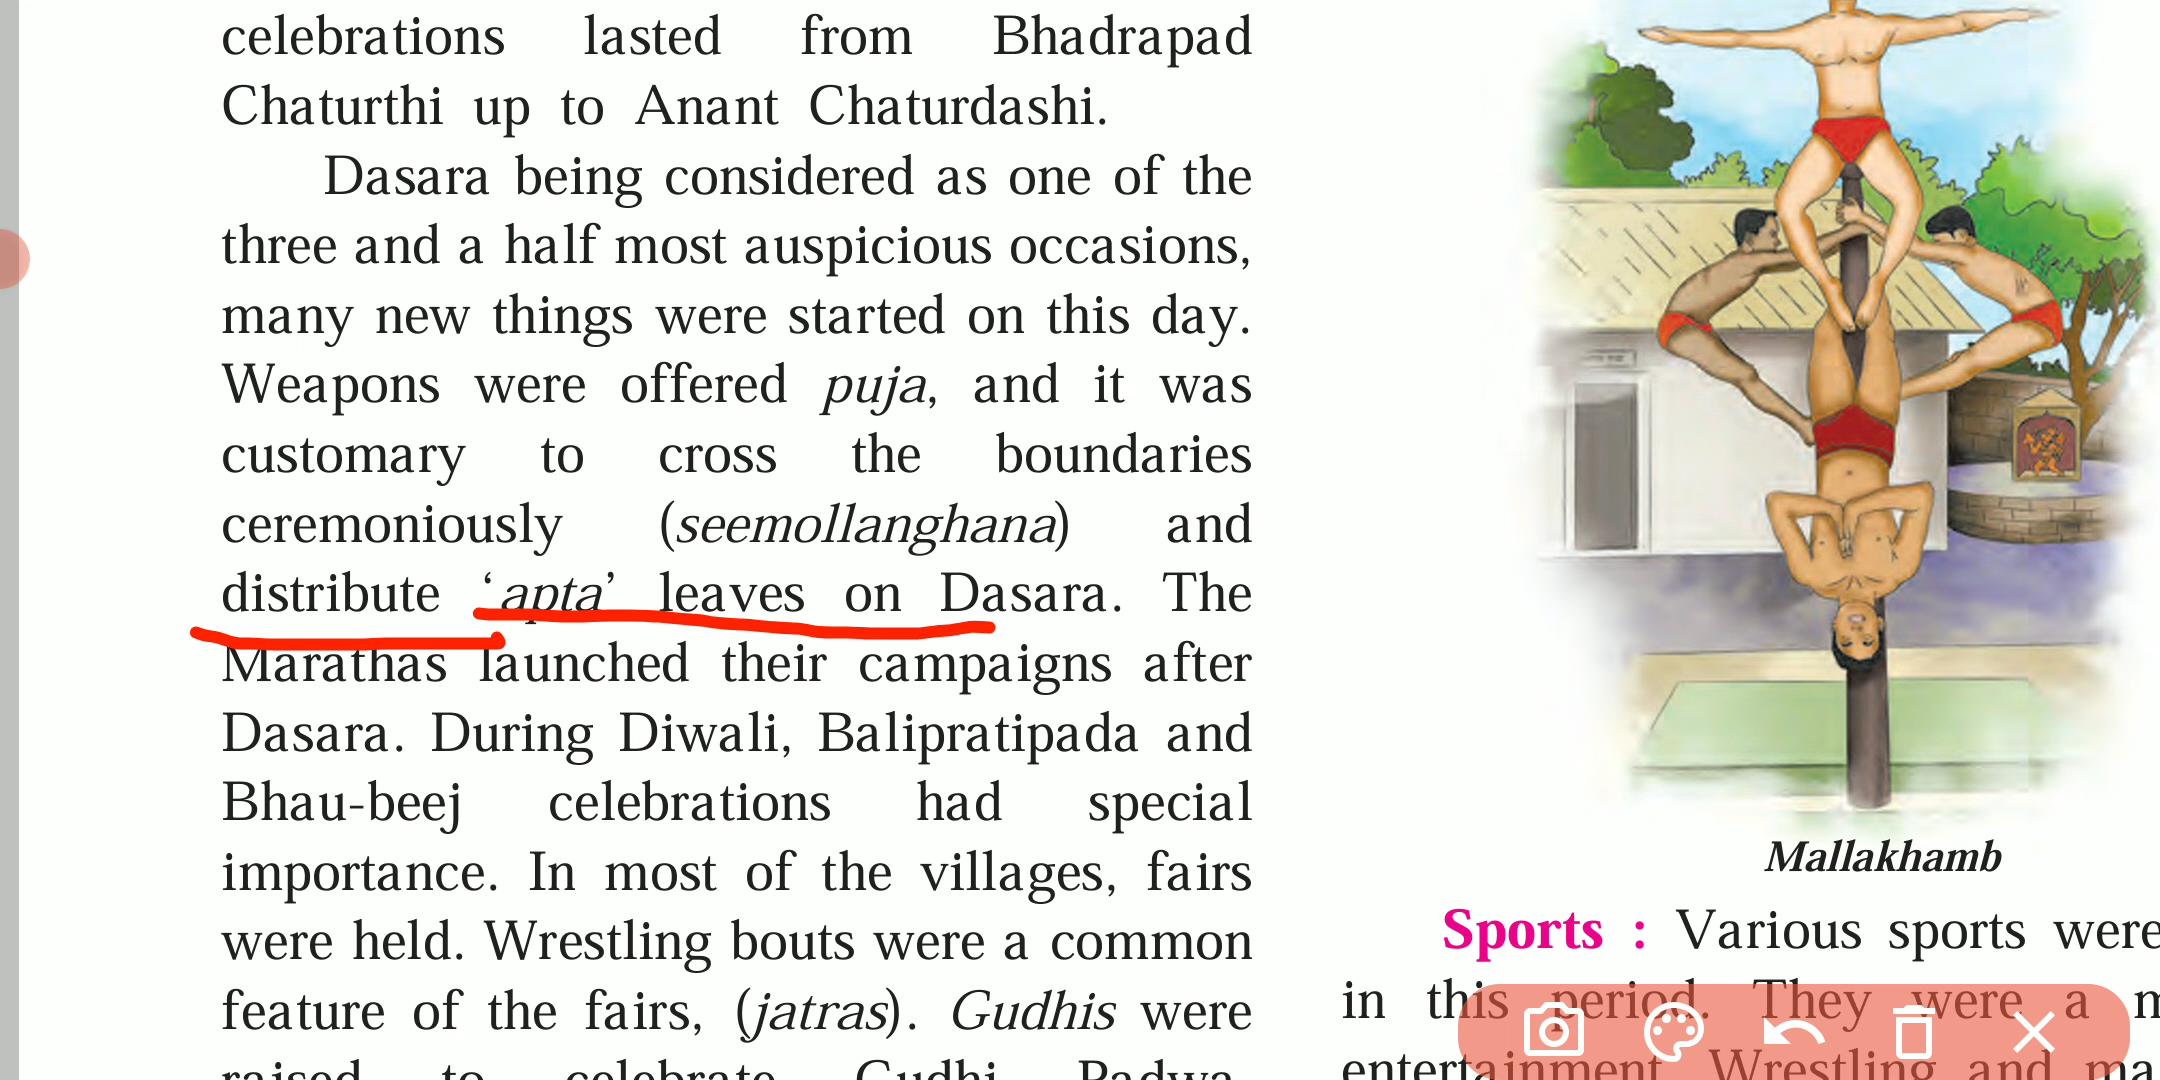 celebrations lasted from Bhadrapad
Chaturthi up to Anant Chaturdashi.
Dasara being considered as one of the
three and a half most auspicious occasions,
many new things were started on this day.
Weapons were offered puja, and it was
customary to cross the boundaries
ceremoniously (seemollanghana) and
distribute ‘apta’ leaves on Dasara. The
Marathas launched their campaigns after
Dasara. During Diwali, Balipratipada and
Bhau-beej celebrations had special
importance. In most of the villages, fairs
were held. Wrestling bouts were a common
feature of the fairs, (jatras). Gudhis were
raised to celebrate Gudhi Padwa.
Mallakhamb
Sports : Various sports were
in this period. They were a
entertainment. Wrestling and